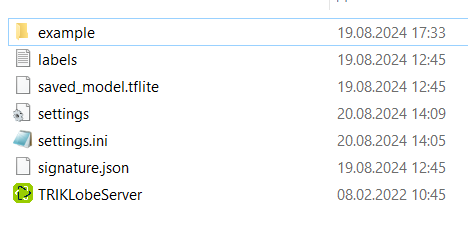 example 19.08.2024 17:33
labels 19.08.2024 12:45
saved_model.tflite 19.08.2024 12:45
settings 20.08.2024 14:09
settings.ini 20.08.2024 14:05
signature.json 19.08.2024 12:45
TRIKLobeServer 08.02.2022 10:45